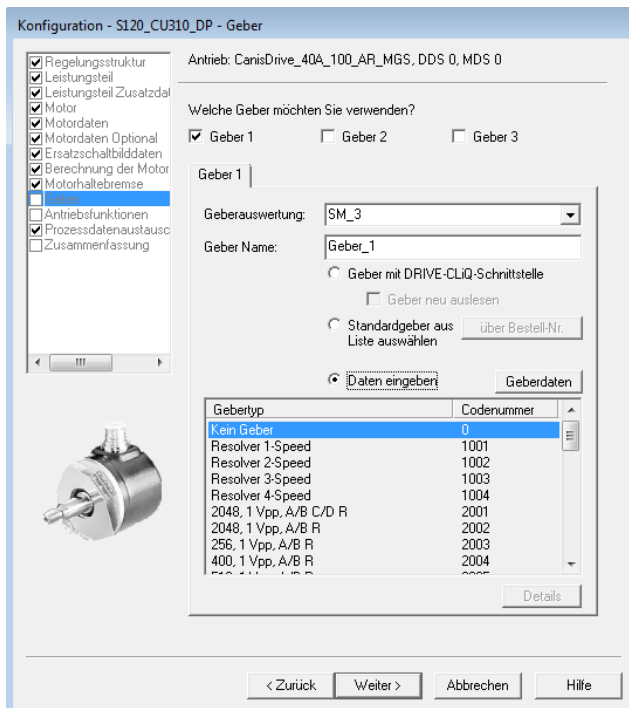 Konfiguration - S120_CU310_DP - Geber
Regelungsstruktur
Leistungsteil
Leistungsteil Zusatzdat
Motor
Motordaten
Motordaten Optional
Ersatzschaltbilddaten
Berechnung der Motor
Motorhaltebremse
Geber
Antriebsfunktionen
Prozessdatenaustausc
Zusammenfassung
Antrieb: CanisDrive_40A_100_AR_MGS, DDS 0, MDS 0
Welche Geber möchten Sie verwenden?
Geber 1 Geber 2 Geber 3
Geber 1
Geberauswertung: SM_3
Geber Name: Geber_1
Geber mit DRIVE-CLiQ-Schnittstelle
Geber neu auslesen
Standardgeber aus
Liste auswählen
über Bestell-Nr.
Daten eingeben Geberdaten
Gebertyp Codenummer
Kein Geber 0
Resolver 1-Speed 1001
Resolver 2-Speed 1002
Resolver 3-Speed 1003
Resolver 4-Speed 1004
2048, 1 Vpp, A/B C/D R 2001
2048, 1 Vpp, A/B R 2002
256, 1 Vpp, A/B R 2003
400, 1 Vpp, A/B R 2004
Details
< Zurück Weiter > Abbrechen Hilfe